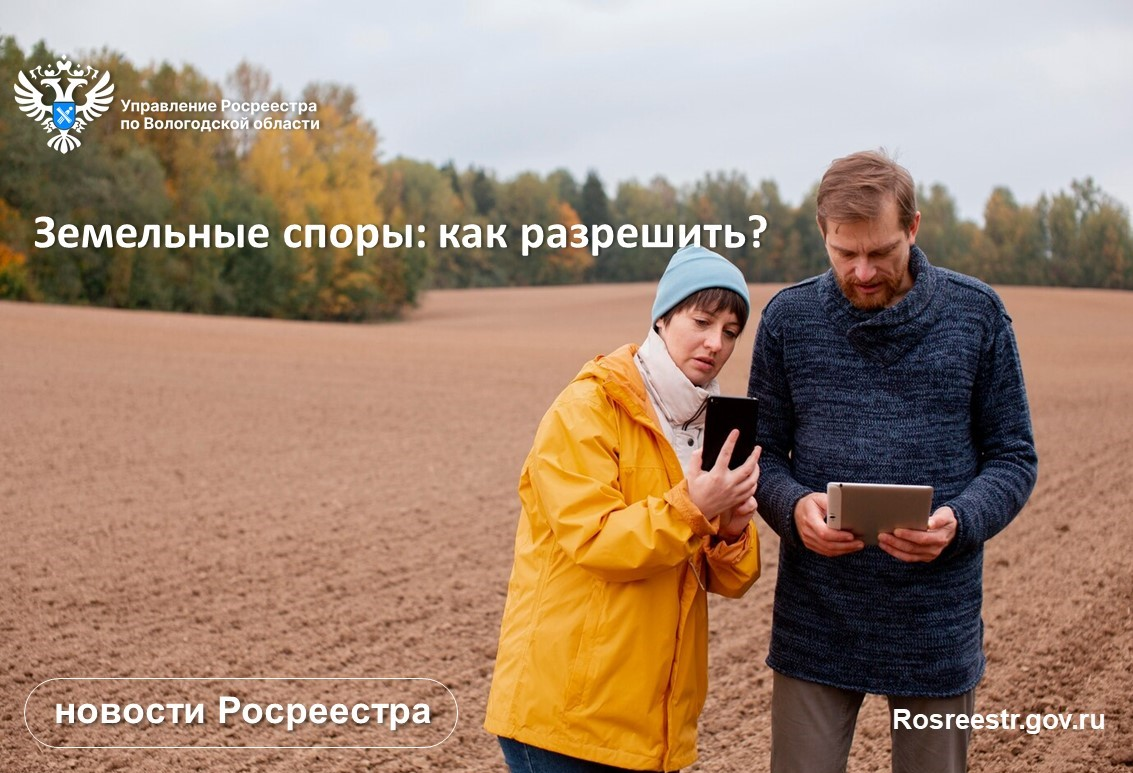 Управление Росреестра
по Вологодской области
Земельные споры: как разрешить?
новости Росреестра
Rosreestr.gov.ru